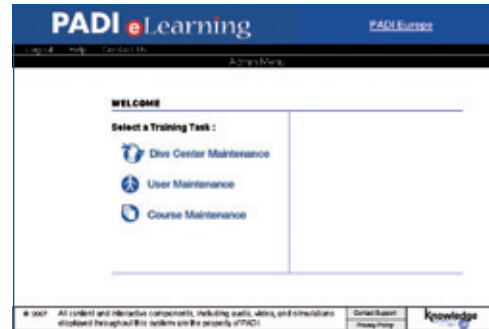 PADI eLearning
PADI Europe
Logout Help Contact Us
Admin Menu
WELCOME
Select a Training Task :
Dive Center Maintenance
User Maintenance
Course Maintenance
© 2007 All content and interactive components, including audio, video, and simulations
displayed throughout this system are the property of PADI.
Contact Support
Privacy Policy
Knowledge